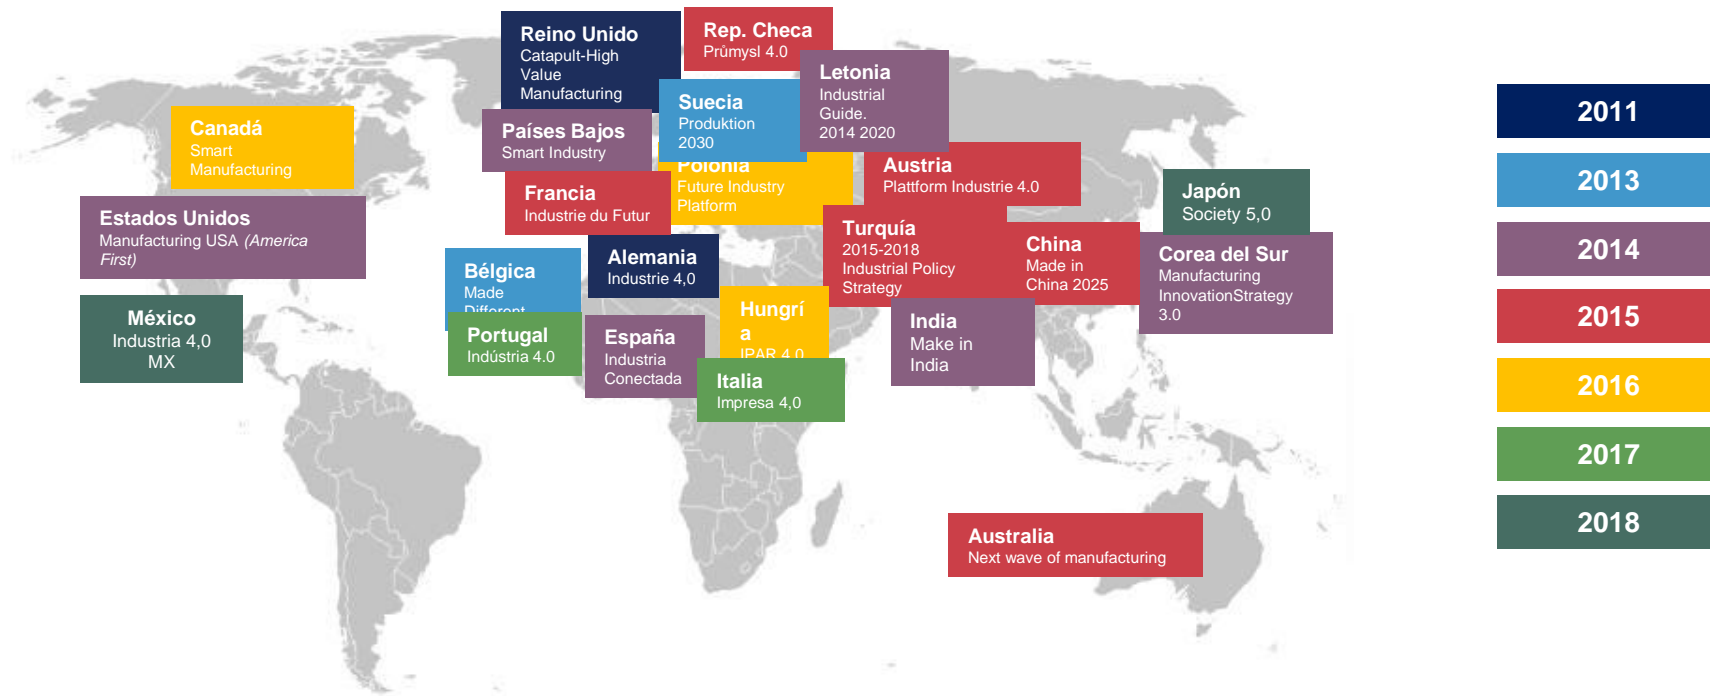 Reino Unido
Catapult-High
Value
Manufacturing
Rep. Checa
Průmysl 4.0
Letonia
Industrial
Guide.
2014 2020
Suecia
Produktion
2030
Canadá
Smart
Manufacturing
Países Bajos
Smart Industry
Polonia
Future Industry
Platform
Austria
Plattform Industrie 4.0
Francia
Industrie du Futur
Japón
Society 5,0
Estados Unidos
Manufacturing USA (America
First)
Turquía
2015-2018
Industrial Policy
Strategy
China
Made in
China 2025
Corea del Sur
Manufacturing
InnovationStrategy
3.0
Bélgica
Made
Different
Alemania
Industrie 4,0
México
Industria 4,0
MX
Portugal
Indústria 4.0
España
Industria
Conectada
Hungrí
a
IPAR 4.0
India
Make in
India
Italia
Impresa 4,0
Australia
Next wave of manufacturing
2011
2013
2014
2015
2016
2017
2018